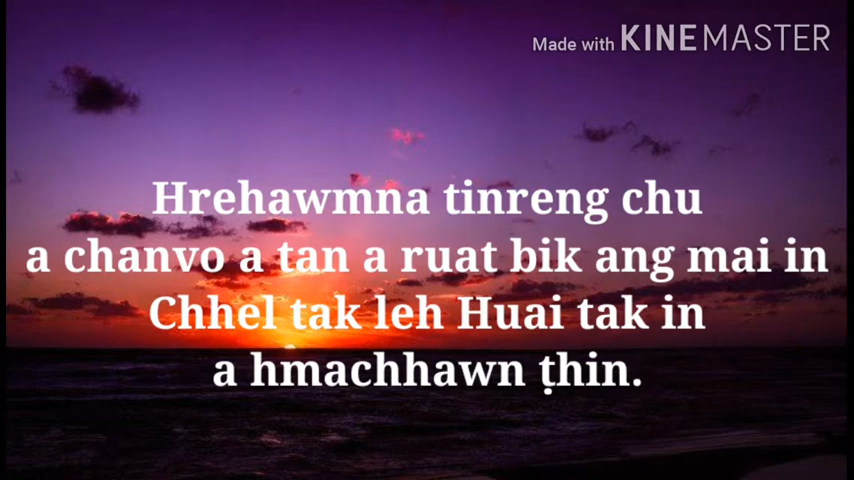 Made with KINEMASTER
Hrehawmna tinreng chu
a chanvo a tan a ruat bik ang mai in
Chhel tak leh Huai tak in
a hmachhawn ṭhin.